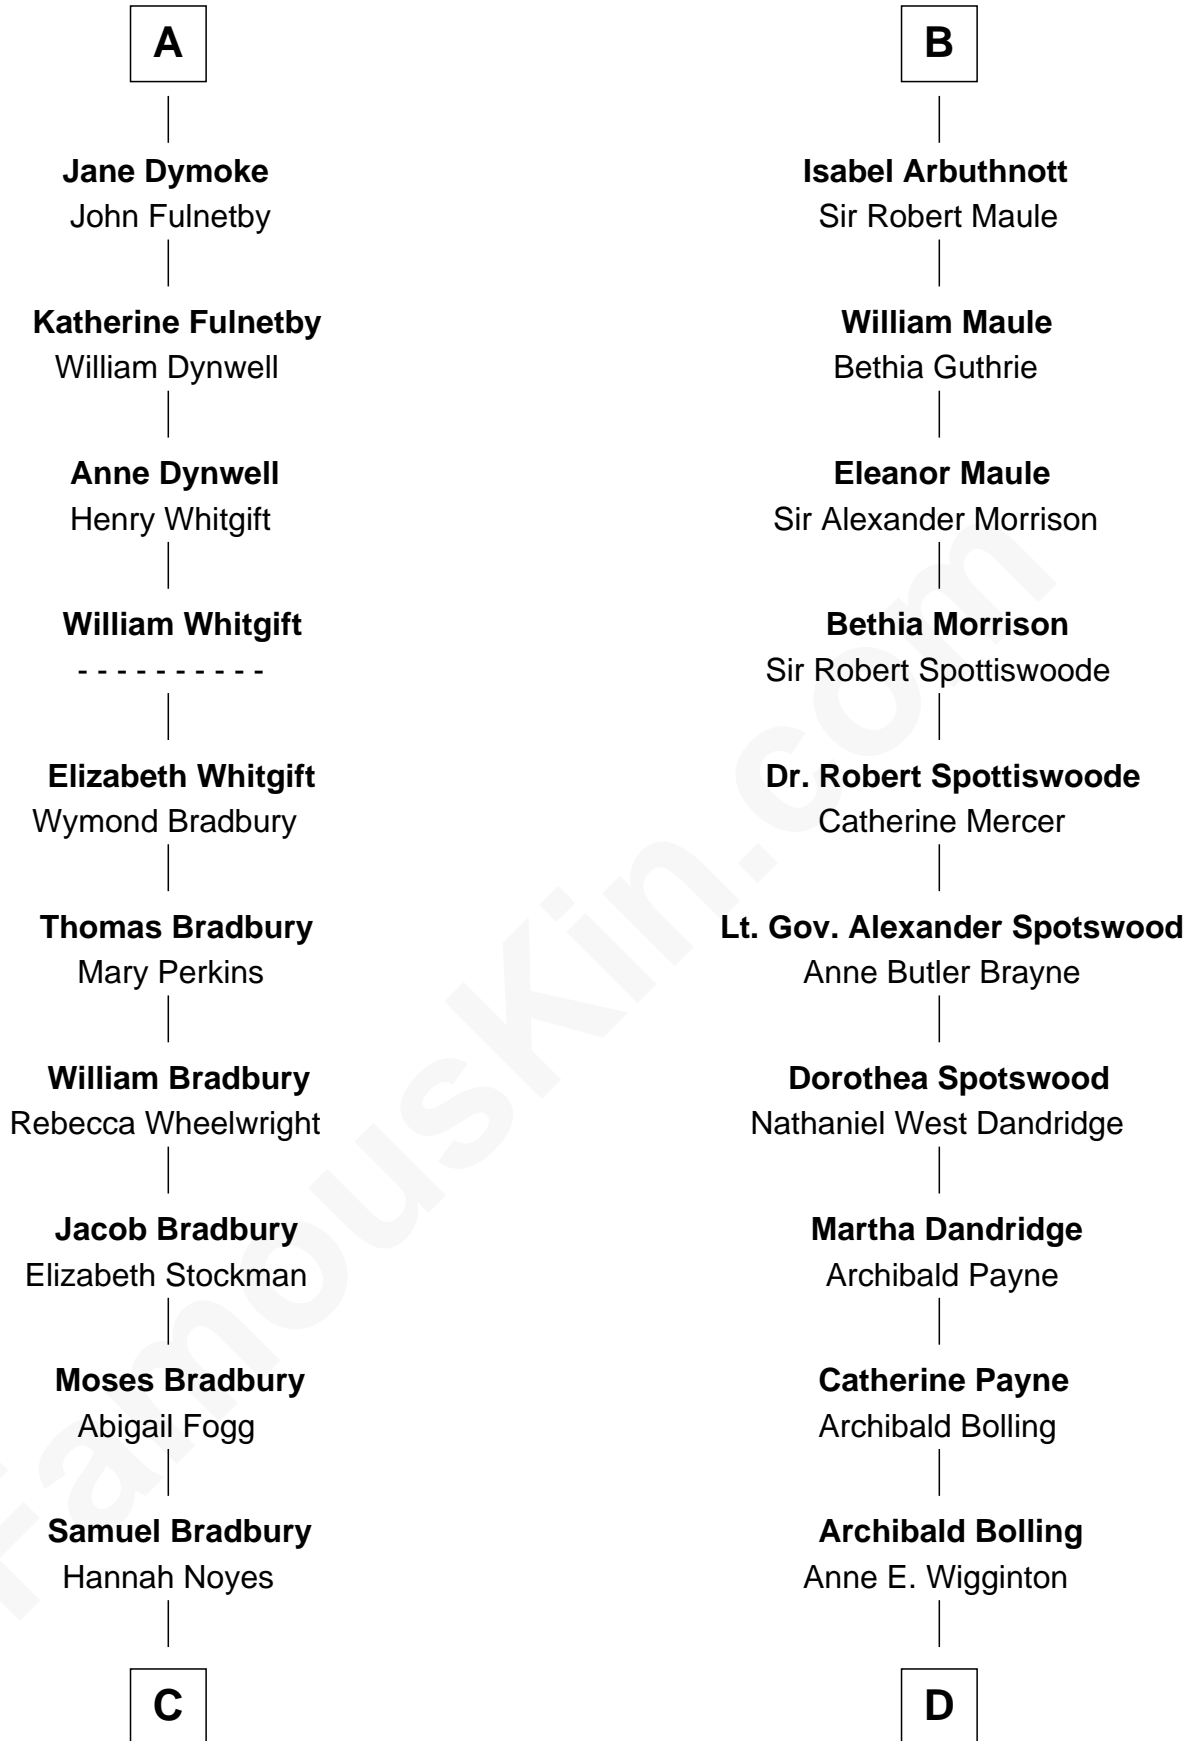 A
Jane Dymoke
John Fulnetby
Katherine Fulnetby
William Dynwell
Anne Dynwell
Henry Whitgift
William Whitgift
- - - - - - - - - -
Elizabeth Whitgift
Wymond Bradbury
Thomas Bradbury
Mary Perkins
William Bradbury
Rebecca Wheelwright
Jacob Bradbury
Elizabeth Stockman
Moses Bradbury
Abigail Fogg
Samuel Bradbury
Hannah Noyes
C
B
Isabel Arbuthnott
Sir Robert Maule
William Maule
Bethia Guthrie
Eleanor Maule
Sir Alexander Morrison
Bethia Morrison
Sir Robert Spottiswoode
Dr. Robert Spottiswoode
Catherine Mercer
Lt. Gov. Alexander Spotswood
Anne Butler Brayne
Dorothea Spotswood
Nathaniel West Dandridge
Martha Dandridge
Archibald Payne
Catherine Payne
Archibald Bolling
Archibald Bolling
Anne E. Wigginton
D
FamousKin.com